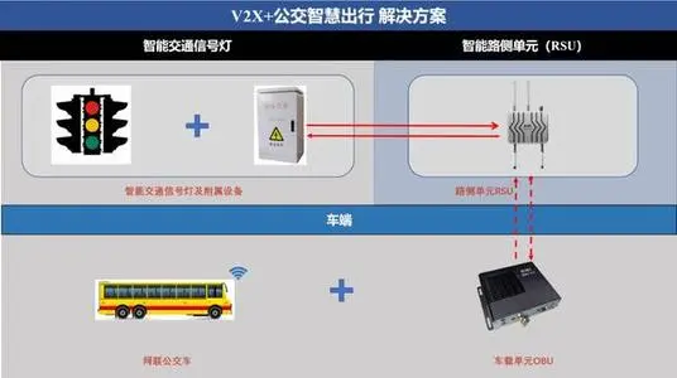 V2X+公交智慧出行 解决方案
智能交通信号灯
智能路侧单元（RSU）
智能交通信号灯及附属设备
路侧单元RSU
车端
网联公交车
车载单元OBU